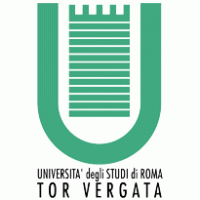 UNIVERSITA' degli STUDI di ROMA
TOR VERGATA